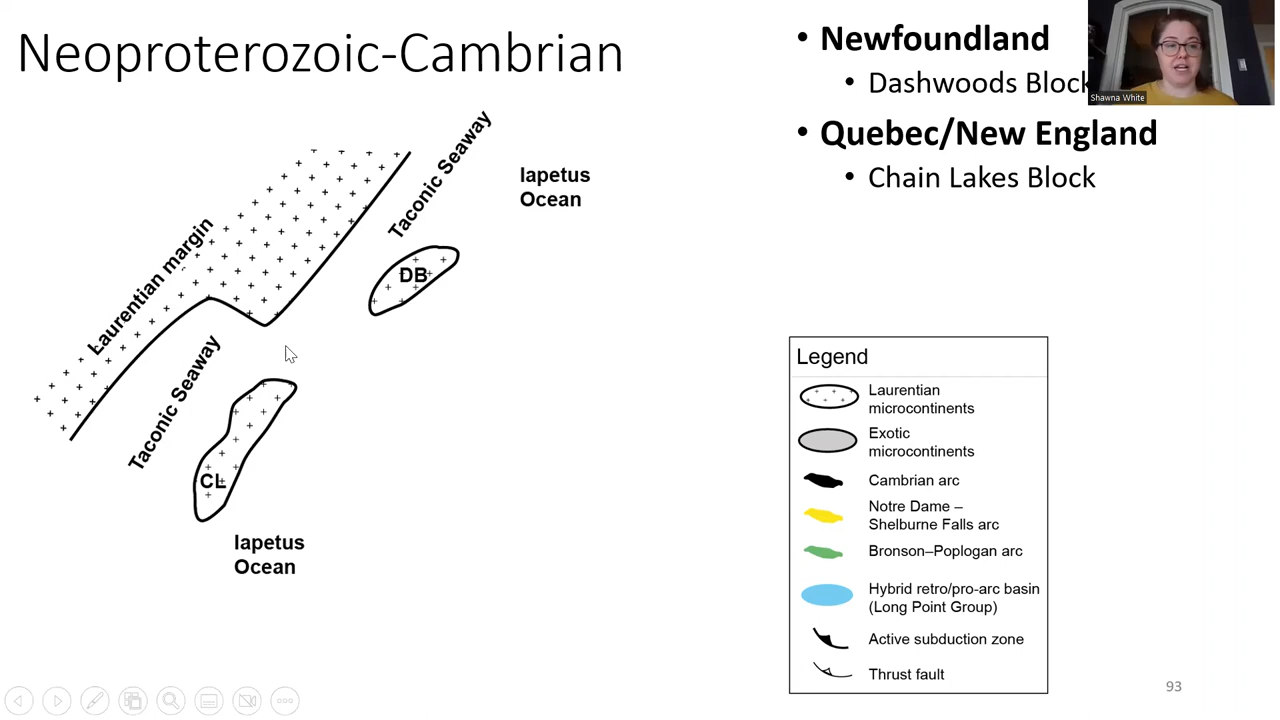 Neoproterozoic-Cambrian
• Newfoundland
• Dashwoods Block
• Quebec/New England
• Chain Lakes Block
Shawna White
Taconic Seaway
Iapetus
Ocean
Laurentian margin
DB
Taconic Seaway
CL
Iapetus
Ocean
Legend
Laurentian
microcontinents
Exotic
microcontinents
Cambrian arc
Notre Dame –
Shelburne Falls arc
Bronson–Poplogan arc
Hybrid retro/pro-arc basin
(Long Point Group)
Active subduction zone
Thrust fault
93